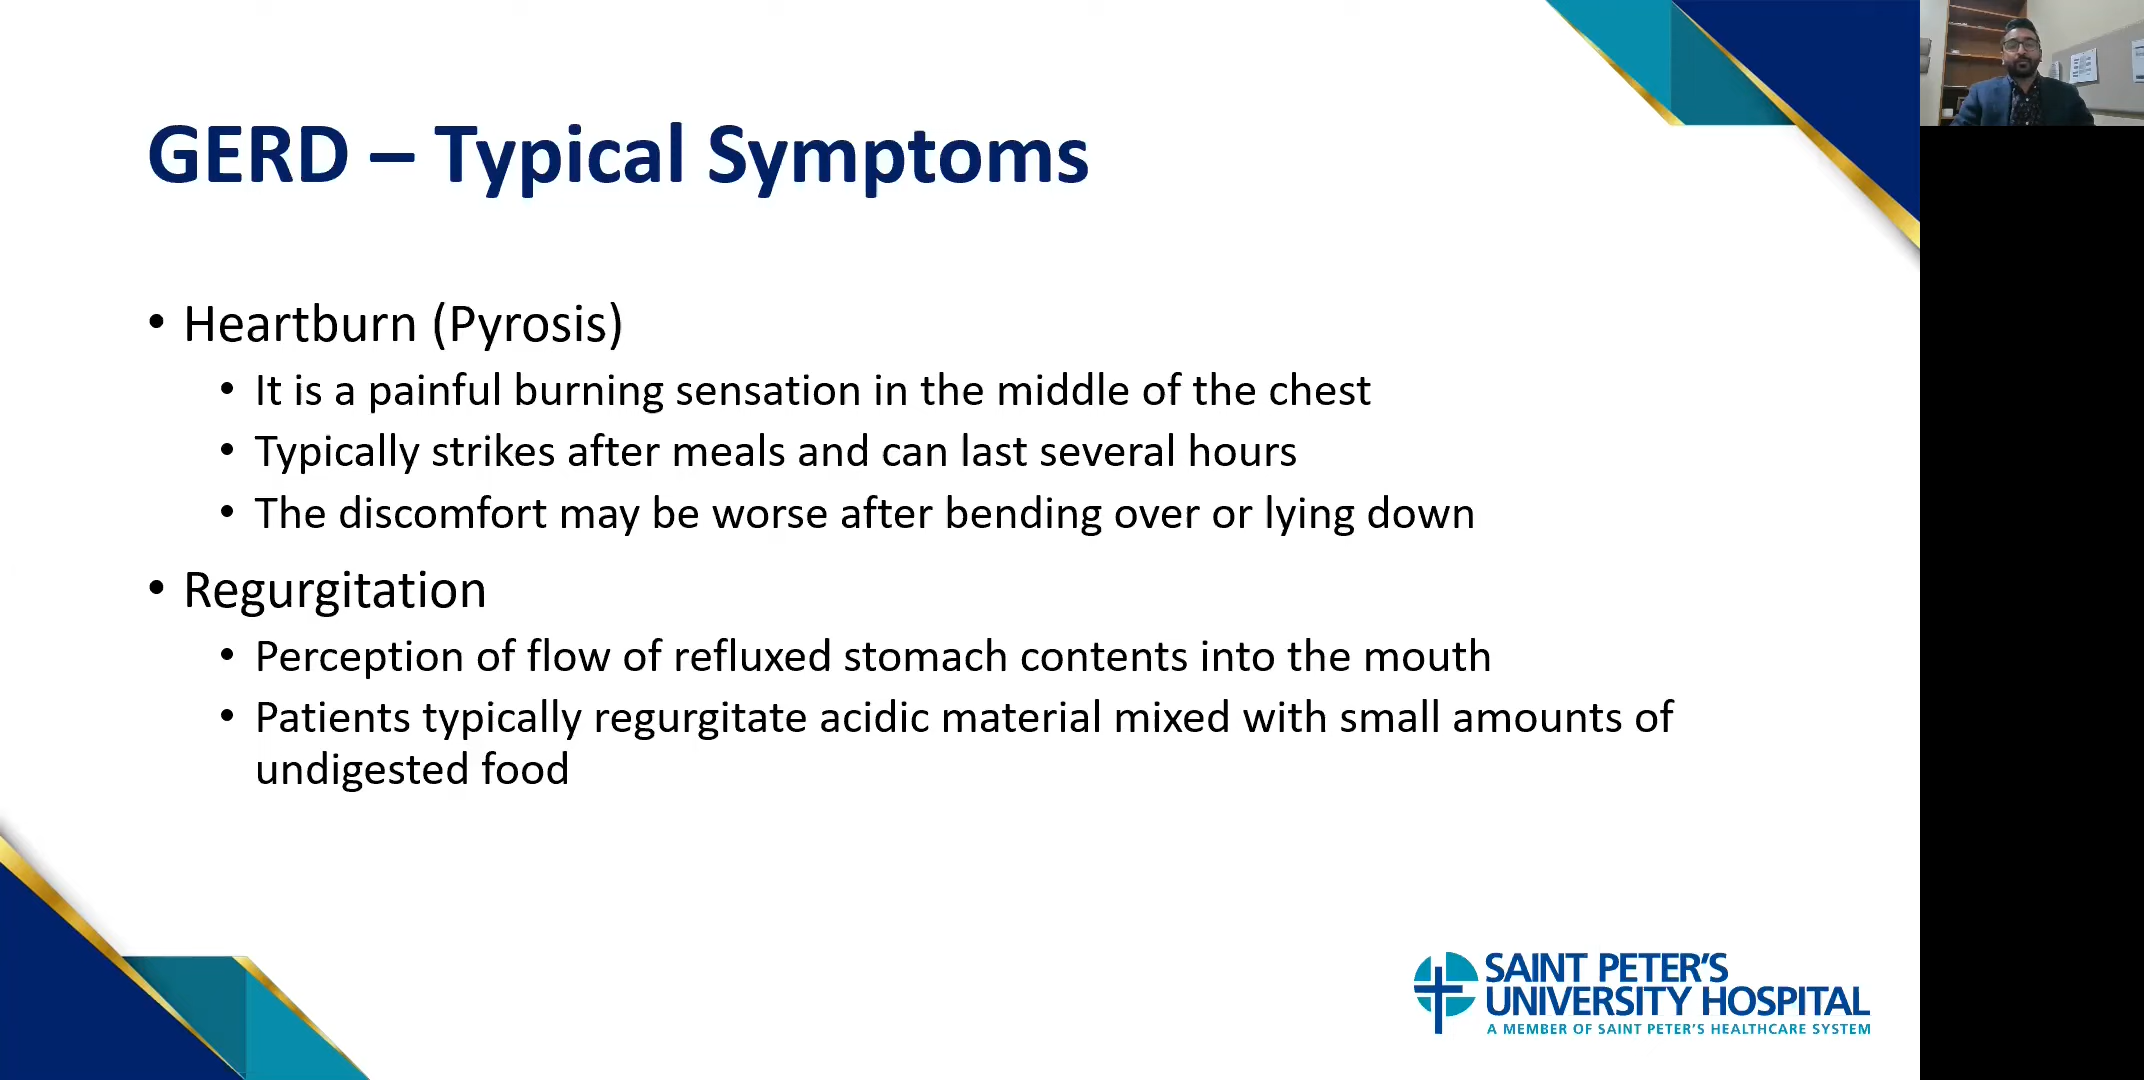 GERD – Typical Symptoms
• Heartburn (Pyrosis)
• It is a painful burning sensation in the middle of the chest
• Typically strikes after meals and can last several hours
• The discomfort may be worse after bending over or lying down
• Regurgitation
• Perception of flow of refluxed stomach contents into the mouth
• Patients typically regurgitate acidic material mixed with small amounts of
undigested food
SAINT PETER'S
UNIVERSITY HOSPITAL
A MEMBER OF SAINT PETER'S HEALTHCARE SYSTEM